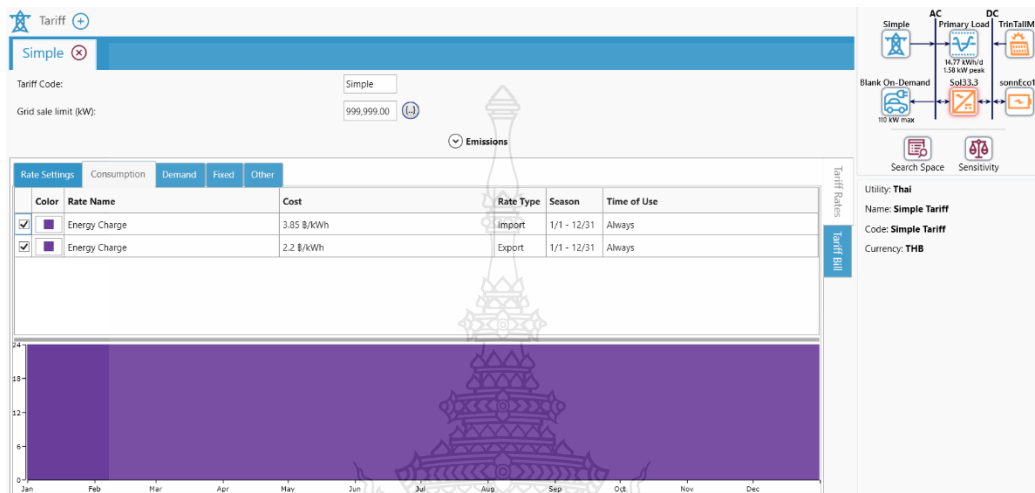 Tariff
Simple
Tariff Code:
Simple
Grid sale limit (kW):
999,999.00
{..}
Emissions
Rate Settings
Consumption
Demand
Fixed
Other
Color
Rate Name
Cost
Rate Type
Season
Time of Use
Energy Charge
3.85 ฿/kWh
Import
1/1 - 12/31
Always
Energy Charge
2.2 ฿/kWh
Export
1/1 - 12/31
Always
24
18
12
6
0
Jan
Feb
Mar
Apr
May
Jun
Jul
Aug
Sep
Oct
Nov
Dec
Tariff Rates
Tariff Bill
AC
DC
Simple
Primary Load
TrinTallM
14.77 kWh/d
1.58 kW peak
Blank On-Demand
Sol33.3
sonnEco1
110 kW max
Search Space
Sensitivity
Utility: Thai
Name: Simple Tariff
Code: Simple Tariff
Currency: THB